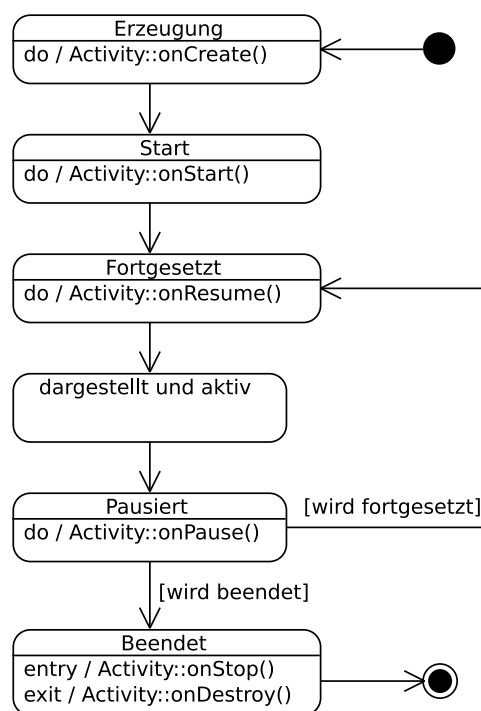 Erzeugung
do / Activity::onCreate()
Start
do / Activity::onStart()
Fortgesetzt
do / Activity::onResume()
dargestellt und aktiv
Pausiert
do / Activity::onPause()
[wird fortgesetzt]
[wird beendet]
Beendet
entry / Activity::onStop()
exit / Activity::onDestroy()